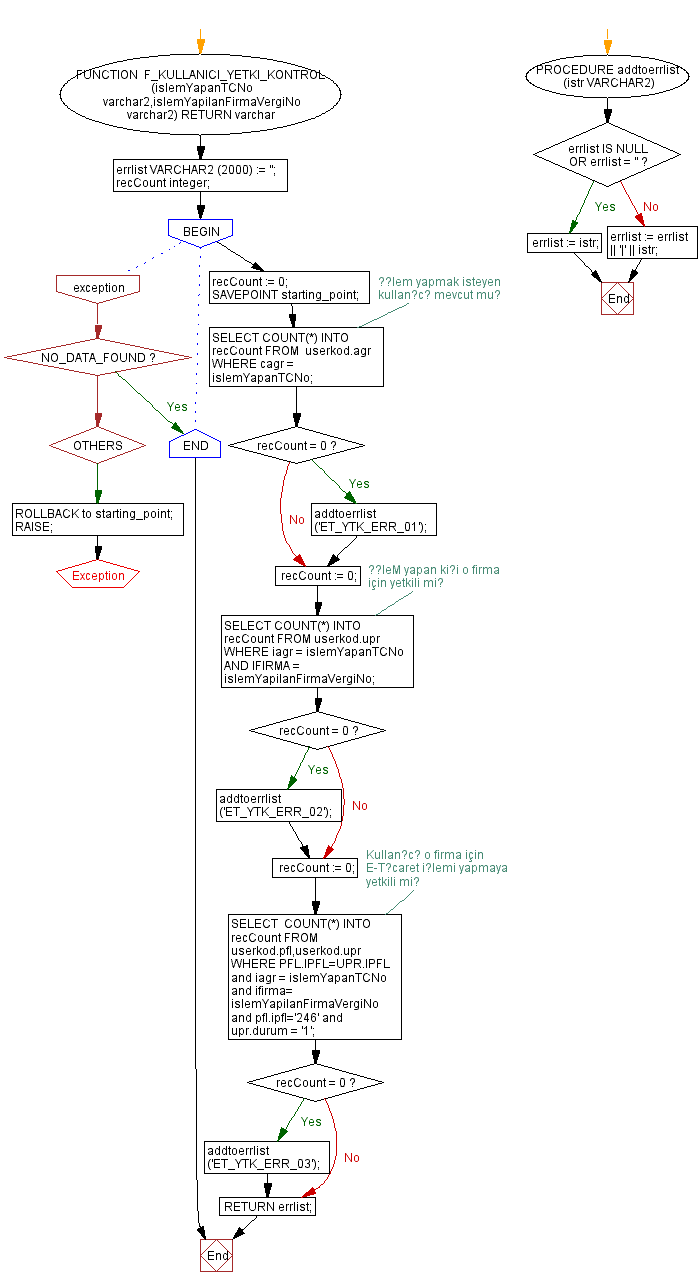 FUNCTION F_KULLANICI_YETKI_KONTROL
(islemYapanTCNo
varchar2,islemYapilanFirmaVergiNo
varchar2) RETURN varchar
errlist VARCHAR2 (2000) := '';
recCount integer;
BEGIN
exception
NO_DATA_FOUND ?
Yes
OTHERS
END
ROLLBACK to starting_point;
RAISE;
Exception
recCount := 0;
SAVEPOINT starting_point;
??lem yapmak isteyen
kullan?c? mevcut mu?
SELECT COUNT(*) INTO
recCount FROM userkod.agr
WHERE cagr =
islemYapanTCNo;
recCount = 0 ?
Yes
No
addtoerrlist
('ET_YTK_ERR_01');
recCount := 0;
??leM yapan ki?i o firma
için yetkili mi?
SELECT COUNT(*) INTO
recCount FROM userkod.upr
WHERE iagr = islemYapanTCNo
AND IFIRMA =
islemYapilanFirmaVergiNo;
recCount = 0 ?
Yes
No
addtoerrlist
('ET_YTK_ERR_02');
recCount := 0;
Kullan?c? o firma için
E-T?caret i?lemi yapmaya
yetkili mi?
SELECT COUNT(*) INTO
recCount FROM
userkod.pfl,userkod.upr
WHERE PFL.IPFL=UPR.IPFL
and iagr = islemYapanTCNo
and ifirma=
islemYapilanFirmaVergiNo
and pfl.ipfl='246' and
upr.durum = '1';
recCount = 0 ?
Yes
No
addtoerrlist
('ET_YTK_ERR_03');
RETURN errlist;
End
PROCEDURE addtoerrlist
(istr VARCHAR2)
errlist IS NULL
OR errlist = '' ?
Yes
No
errlist := istr;
errlist := errlist
|| '|' || istr;
End